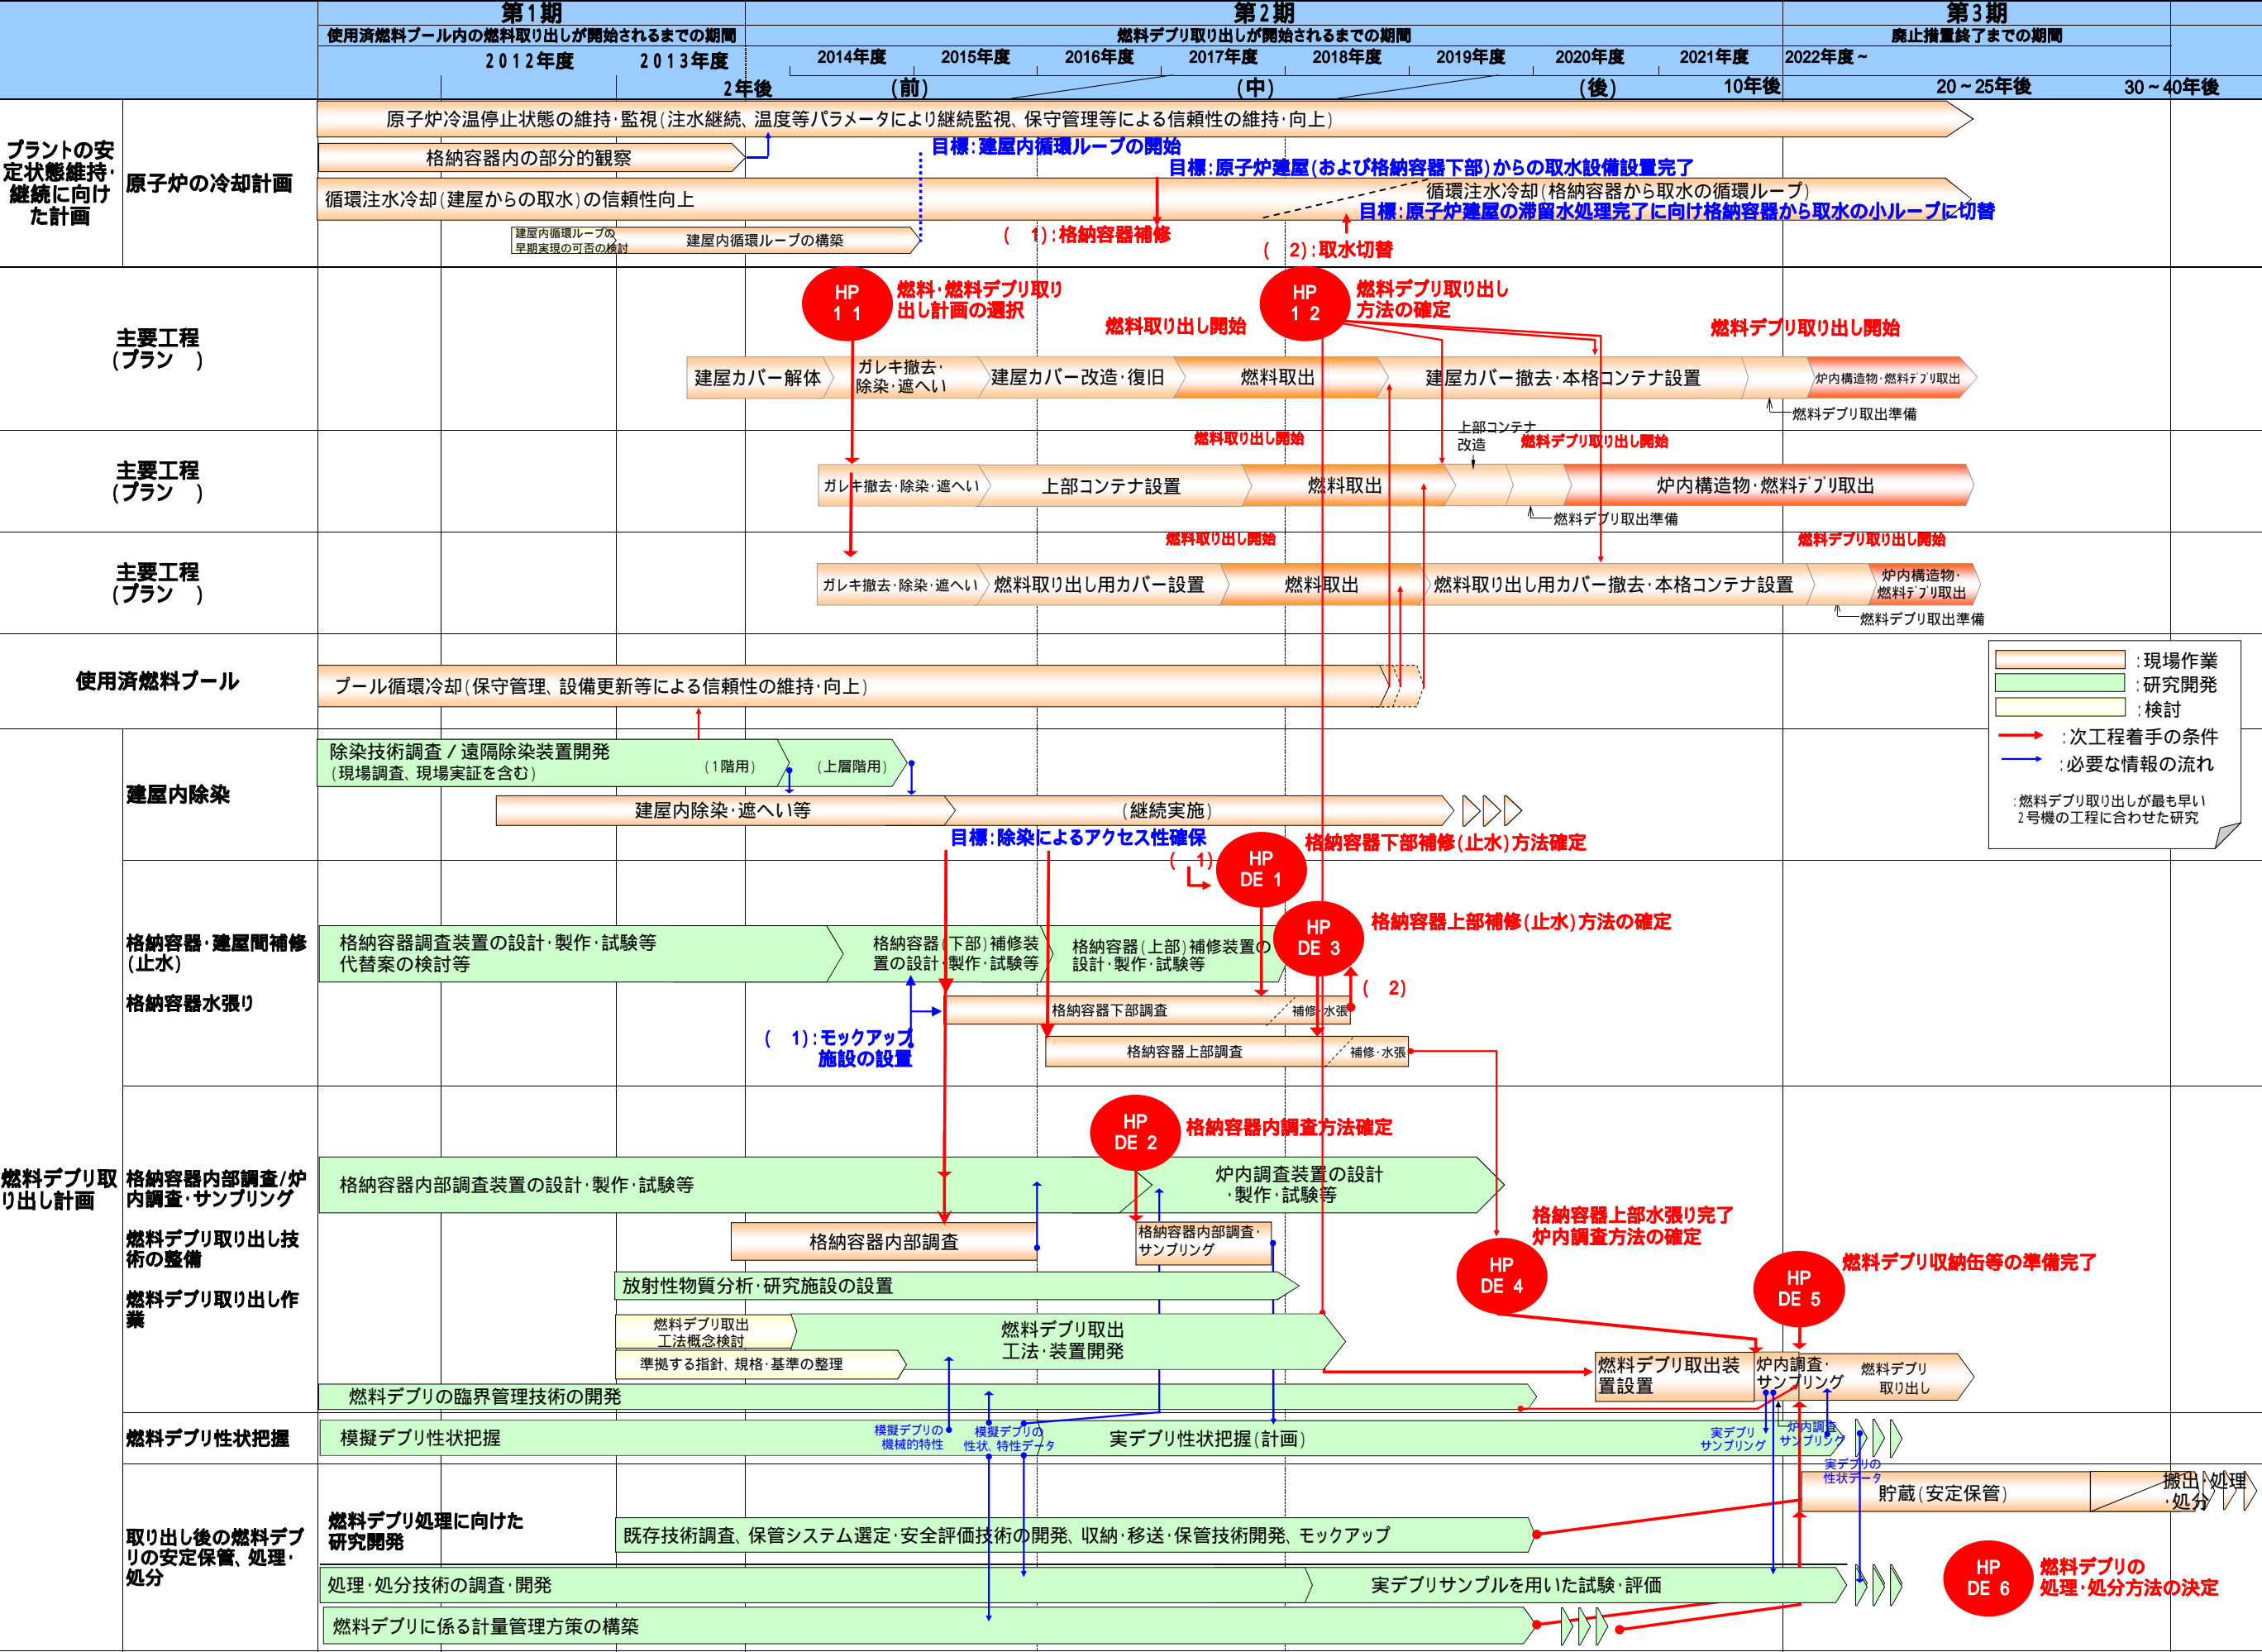 第1期
第2期
第3期
使用済燃料プール内の燃料取り出しが開始されるまでの期間
燃料デブリ取り出しが開始されるまでの期間
廃止措置終了までの期間
2012年度
2013年度
2014年度
2015年度
2016年度
2017年度
2018年度
2019年度
2020年度
2021年度
2022年度~
2年後
(前)
(中)
(後)
10年後
20~25年後
30~40年後
プラントの安
定状態維持・
継続に向け
た計画
原子炉の冷却計画
原子炉冷温停止状態の維持・監視(注水継続、温度等パラメータにより継続監視、保守管理等による信頼性の維持・向上)
格納容器内の部分的観察
目標:建屋内循環ループの開始
目標:原子炉建屋(および格納容器下部)からの取水設備設置完了
循環注水冷却(建屋からの取水)の信頼性向上
循環注水冷却(格納容器から取水の循環ループ)
目標:原子炉建屋の滞留水処理完了に向け格納容器から取水の小ループに切替
建屋内循環ループの
早期実現の可否の検討
建屋内循環ループの構築
( 1):格納容器補修
( 2):取水切替
主要工程
(プラン )
HP
1 1
燃料・燃料デブリ取り
出し計画の選択
HP
1 2
燃料デブリ取り出し
方法の確定
燃料取り出し開始
燃料デブリ取り出し開始
建屋カバー解体
ガレキ撤去・
除染・遮へい
建屋カバー改造・復旧
燃料取出
建屋カバー撤去・本格コンテナ設置
炉内構造物・燃料デブリ取出
燃料デブリ取出準備
主要工程
(プラン )
燃料取り出し開始
上部コンテナ
改造
燃料デブリ取り出し開始
ガレキ撤去・除染・遮へい
上部コンテナ設置
燃料取出
炉内構造物・燃料デブリ取出
燃料デブリ取出準備
主要工程
(プラン )
燃料取り出し開始
燃料デブリ取り出し開始
ガレキ撤去・除染・遮へい
燃料取り出し用カバー設置
燃料取出
燃料取り出し用カバー撤去・本格コンテナ設置
炉内構造物・
燃料デブリ取出
燃料デブリ取出準備
使用済燃料プール
プール循環冷却(保守管理、設備更新等による信頼性の維持・向上)
:現場作業
:研究開発
:検討
:次工程着手の条件
:必要な情報の流れ
:燃料デブリ取り出しが最も早い
2号機の工程に合わせた研究
燃料デブリ取
り出し計画
建屋内除染
除染技術調査/遠隔除染装置開発
(現場調査、現場実証を含む)
(1階用)
(上層階用)
建屋内除染・遮へい等
(継続実施)
目標:除染によるアクセス性確保
( 1)
HP
DE 1
格納容器下部補修(止水)方法確定
格納容器・建屋間補修
(止水)
格納容器水張り
格納容器調査装置の設計・製作・試験等
代替案の検討等
格納容器(下部)補修装
置の設計・製作・試験等
格納容器(上部)補修装置の
設計・製作・試験等
HP
DE 3
格納容器上部補修(止水)方法の確定
格納容器下部調査
補修・水張
( 2)
( 1):モックアップ
施設の設置
格納容器上部調査
補修・水張
HP
DE 2
格納容器内調査方法確定
格納容器内部調査/炉
内調査・サンプリング
燃料デブリ取り出し技
術の整備
燃料デブリ取り出し作
業
格納容器内部調査装置の設計・製作・試験等
炉内調査装置の設計
・製作・試験等
格納容器内部調査
格納容器内部調査・
サンプリング
格納容器上部水張り完了
炉内調査方法の確定
HP
DE 4
HP
DE 5
燃料デブリ収納缶等の準備完了
放射性物質分析・研究施設の設置
燃料デブリ取出
工法概念検討
燃料デブリ取出
工法・装置開発
準拠する指針、規格・基準の整理
燃料デブリ取出装
置設置
炉内調査・
サンプリング
燃料デブリ
取り出し
燃料デブリの臨界管理技術の開発
燃料デブリ性状把握
模擬デブリ性状把握
模擬デブリの
機械的特性
模擬デブリの
性状、特性データ
実デブリ性状把握(計画)
実デブリ
サンプリング
炉内調査
サンプリング
実デブリの
性状データ
取り出し後の燃料デブ
リの安定保管、処理・
処分
燃料デブリ処理に向けた
研究開発
貯蔵(安定保管)
搬出・処理
・処分
既存技術調査、保管システム選定・安全評価技術の開発、収納・移送・保管技術開発、モックアップ
処理・処分技術の調査・開発
実デブリサンプルを用いた試験・評価
HP
DE 6
燃料デブリの
処理・処分方法の決定
燃料デブリに係る計量管理方策の構築